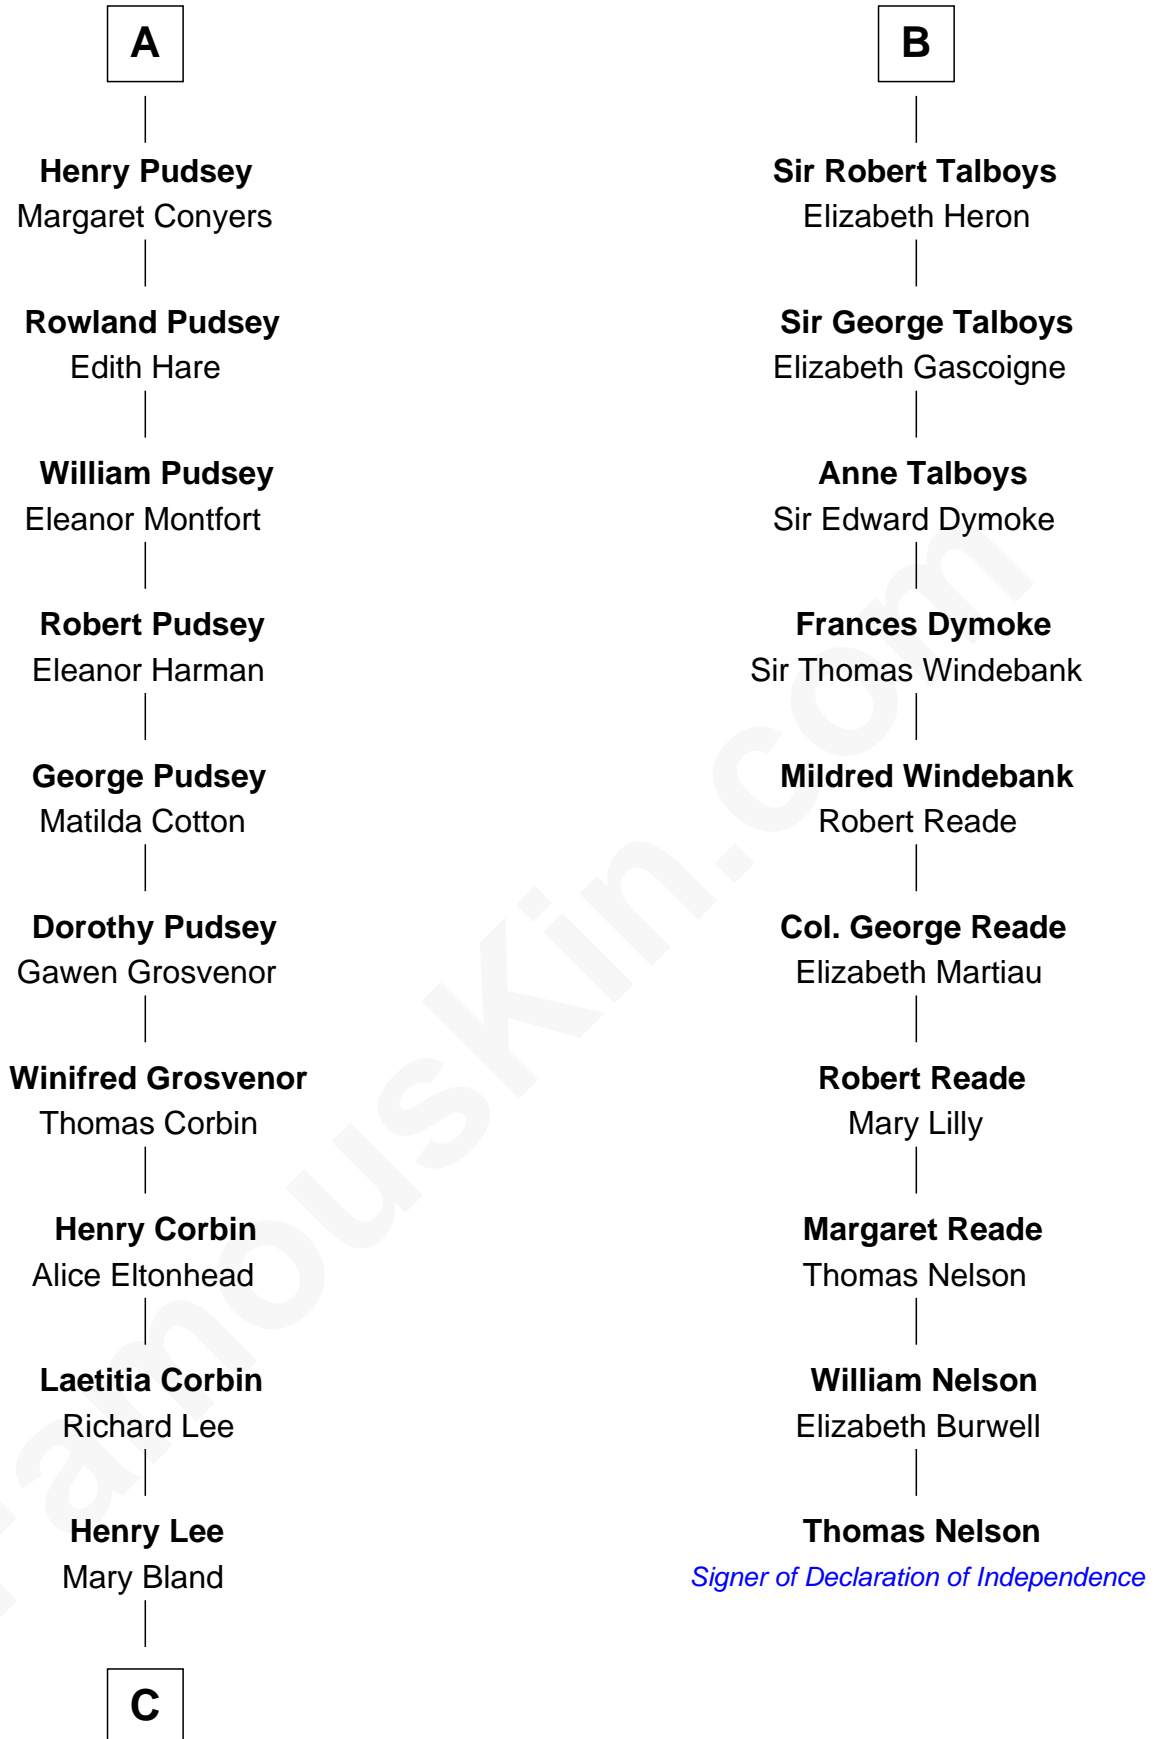 A
Henry Pudsey
Margaret Conyers
Rowland Pudsey
Edith Hare
William Pudsey
Eleanor Montfort
Robert Pudsey
Eleanor Harman
George Pudsey
Matilda Cotton
Dorothy Pudsey
Gawen Grosvenor
Winifred Grosvenor
Thomas Corbin
Henry Corbin
Alice Eltonhead
Laetitia Corbin
Richard Lee
Henry Lee
Mary Bland
C
B
Sir Robert Talboys
Elizabeth Heron
Sir George Talboys
Elizabeth Gascoigne
Anne Talboys
Sir Edward Dymoke
Frances Dymoke
Sir Thomas Windebank
Mildred Windebank
Robert Reade
Col. George Reade
Elizabeth Martiau
Robert Reade
Mary Lilly
Margaret Reade
Thomas Nelson
William Nelson
Elizabeth Burwell
Thomas Nelson
Signer of Declaration of Independence
FamousKin.com